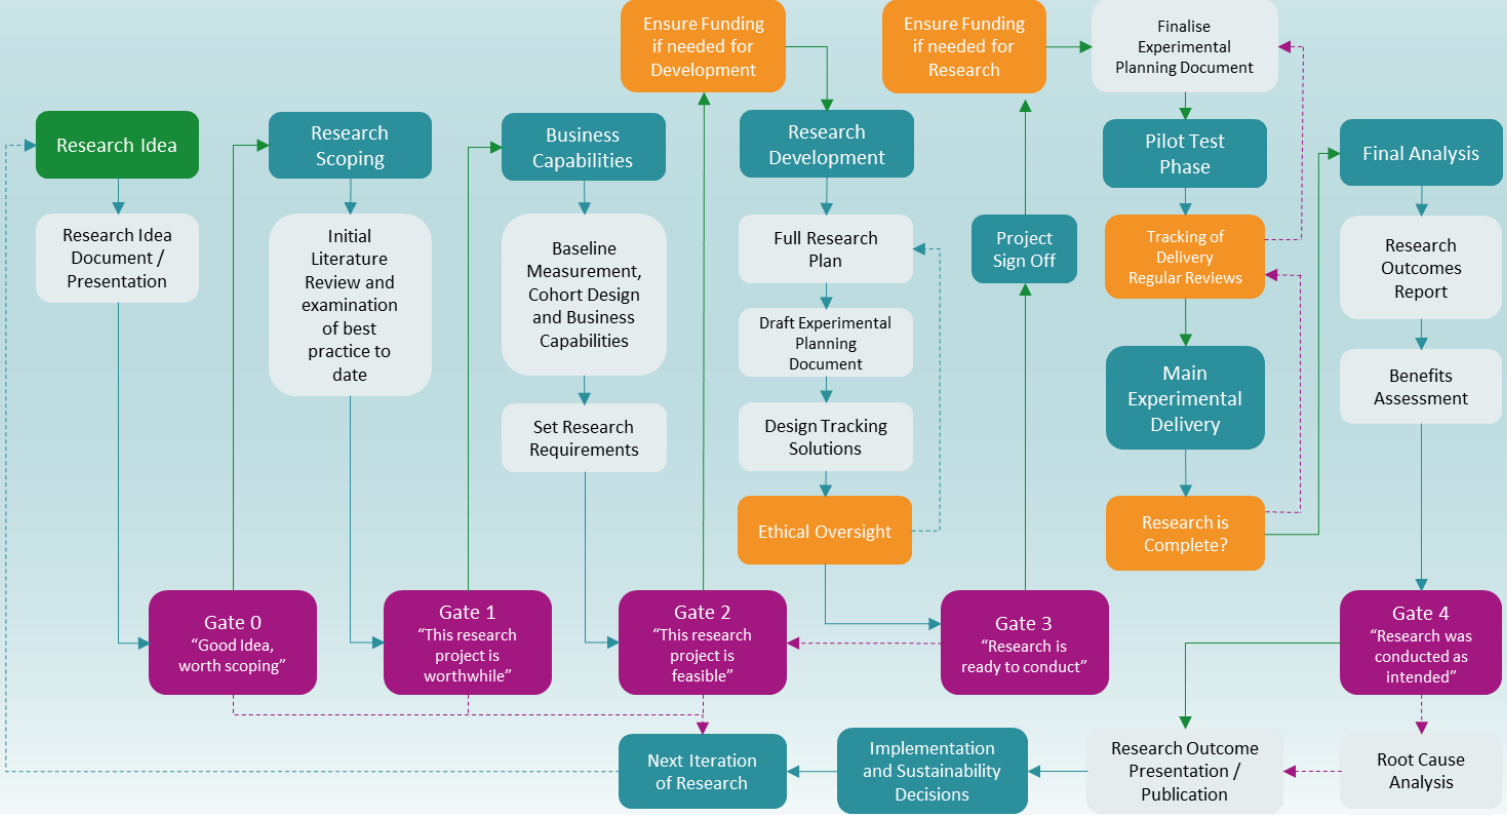 Research Idea
Research Idea
Document /
Presentation
Gate 0
“Good Idea,
worth scoping”
Research
Scoping
Initial
Literature
Review and
examination
of best
practice to
date
Gate 1
“This research
project is
worthwhile”
Business
Capabilities
Baseline
Measurement,
Cohort Design
and Business
Capabilities
Set Research
Requirements
Gate 2
“This research
project is
feasible”
Ensure Funding
if needed for
Development
Research
Development
Full Research
Plan
Draft Experimental
Planning
Document
Design Tracking
Solutions
Ethical Oversight
Gate 3
“Research is
ready to conduct”
Project
Sign Off
Ensure Funding
if needed for
Research
Finalise
Experimental
Planning Document
Pilot Test
Phase
Tracking of
Delivery
Regular Reviews
Main
Experimental
Delivery
Research is
Complete?
Final Analysis
Research
Outcomes
Report
Benefits
Assessment
Gate 4
“Research was
conducted as
intended”
Root Cause
Analysis
Research Outcome
Presentation /
Publication
Implementation
and Sustainability
Decisions
Next Iteration
of Research